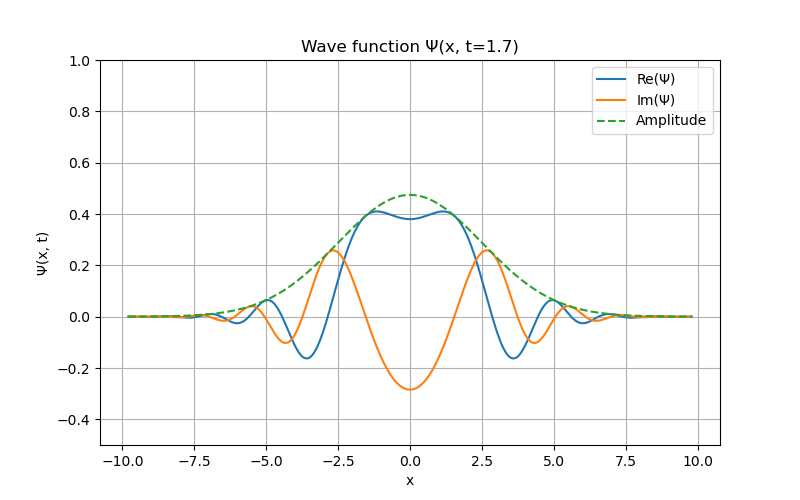 Wave function Ψ(x, t=1.7)
Re(Ψ)
Im(Ψ)
Amplitude
Ψ(x, t)
1.0
0.8
0.6
0.4
0.2
0.0
−0.2
−0.4
−10.0 −7.5 −5.0 −2.5 0.0 2.5 5.0 7.5 10.0
x